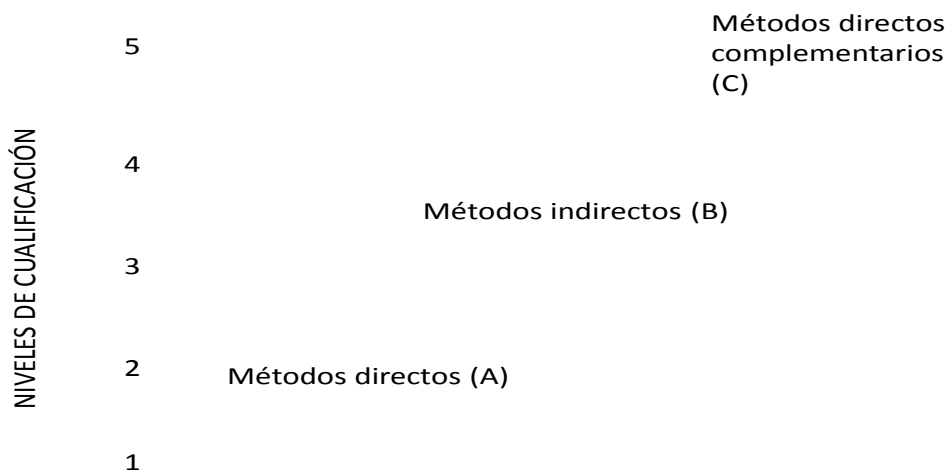 Métodos directos
complementarios
(C)
5
4
Métodos indirectos (B)
3
2
Métodos directos (A)
1
NIVELES DE CUALIFICACIÓN